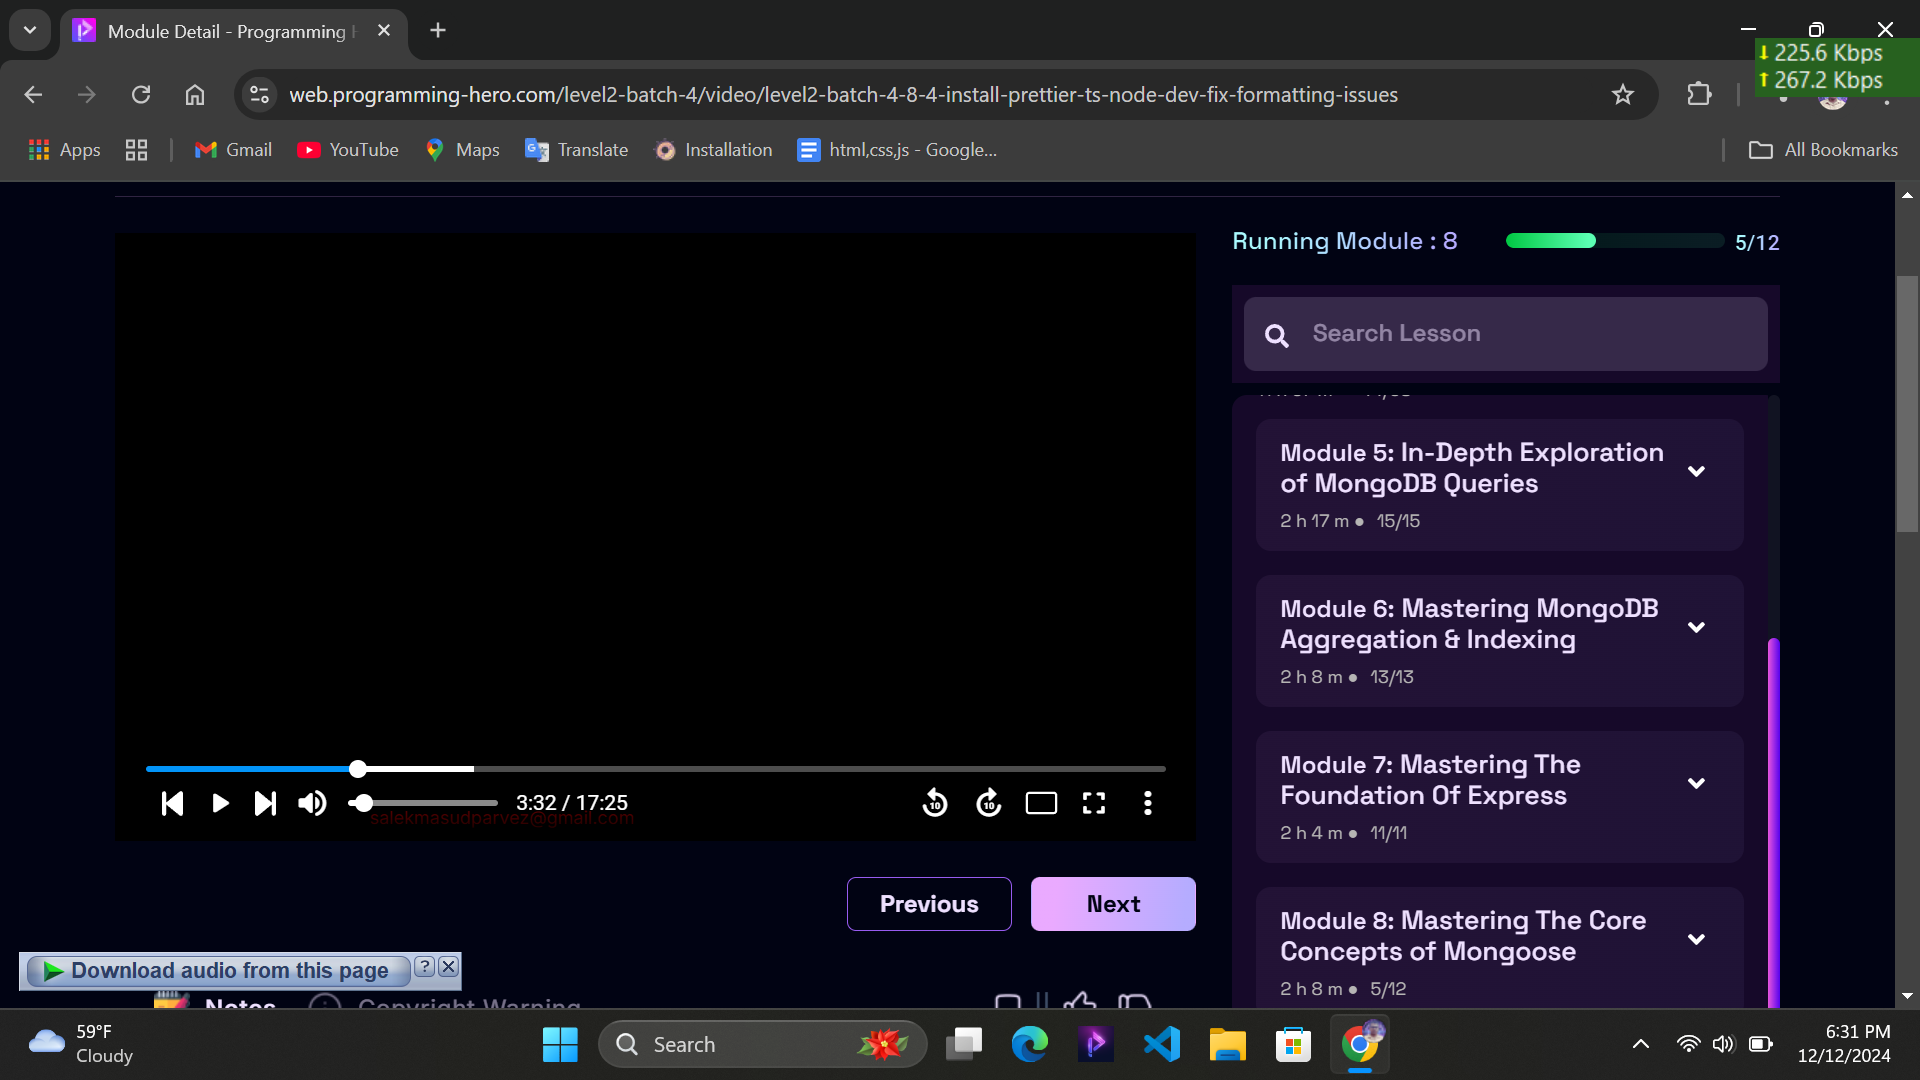 Module Detail - Programming
225.6 Kbps
267.2 Kbps
web.programming-hero.com/level2-batch-4/video/level2-batch-4-8-4-install-prettier-ts-node-dev-fix-formatting-issues
Apps
Gmail
YouTube
Maps
Translate
Installation
html,css,js - Google...
All Bookmarks
Running Module : 8
5/12
Search Lesson
Module 5: In-Depth Exploration
of MongoDB Queries
2 h 17 m ● 15/15
Module 6: Mastering MongoDB
Aggregation & Indexing
2 h 8 m ● 13/13
Module 7: Mastering The
Foundation Of Express
2 h 4 m ● 11/11
Module 8: Mastering The Core
Concepts of Mongoose
2 h 8 m ● 5/12
3:32 / 17:25
10
10
salekmasudparvez@gmail.com
Previous
Next
Download audio from this page
?
Notes
Copyright Warning
59°F
Cloudy
Search
6:31 PM
12/12/2024